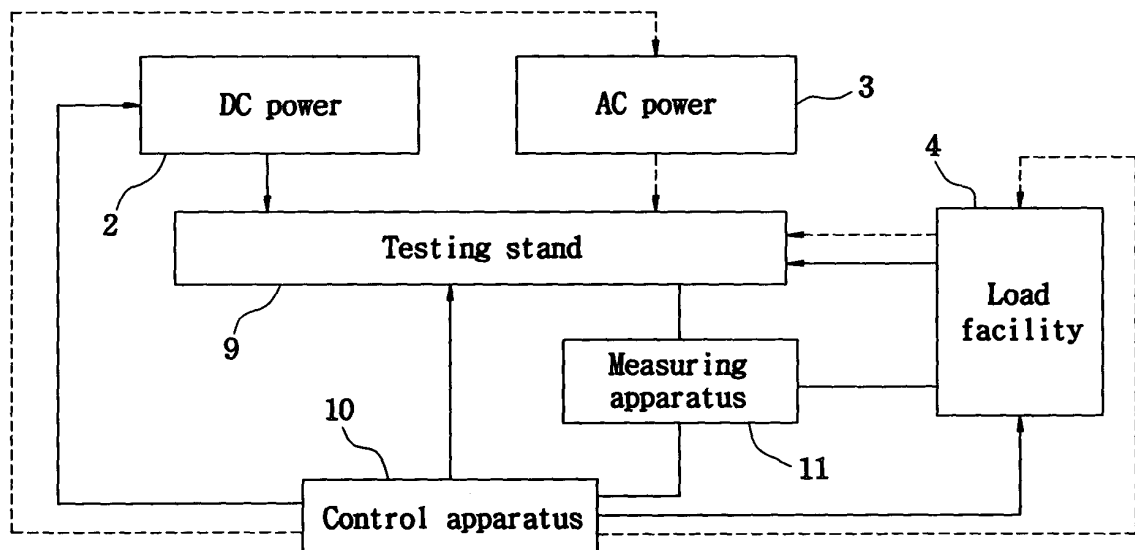 DC power
AC power
3
4
2
Testing stand
Load
facility
9
Measuring
apparatus
10
11
Control apparatus